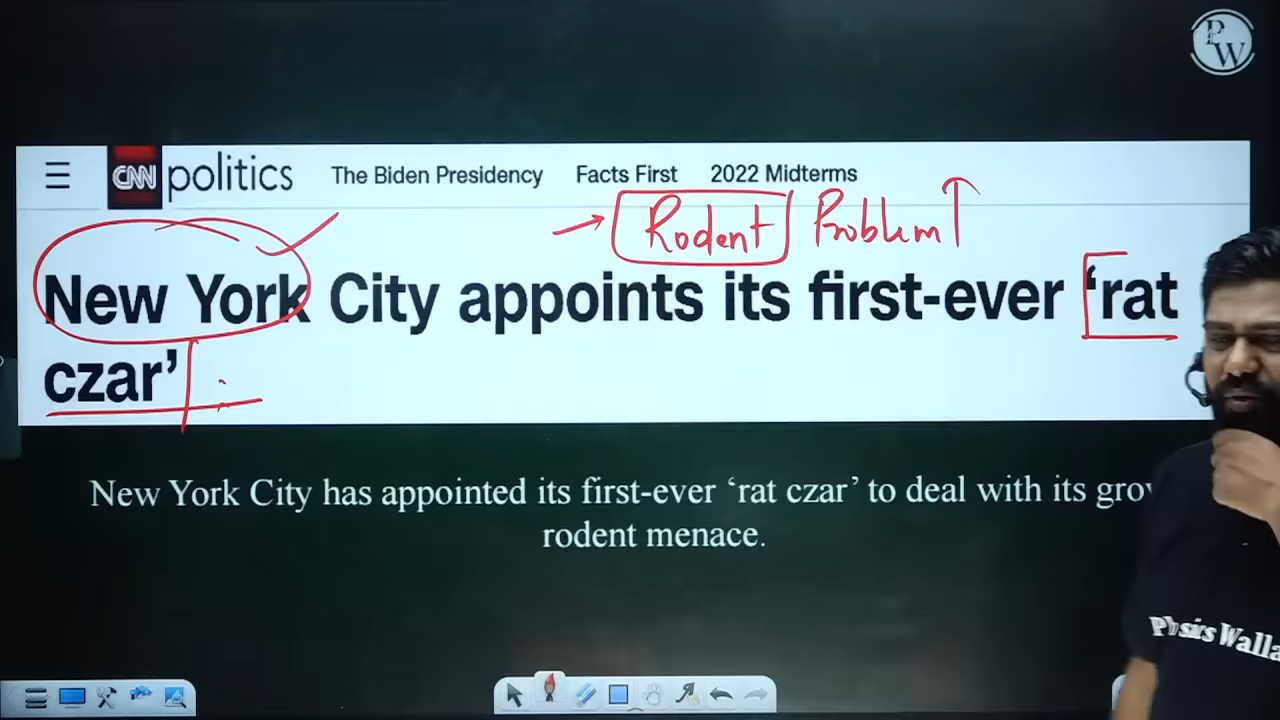 P
W
CNN politics The Biden Presidency Facts First 2022 Midterms
Rodent Problem ↑
New York City appoints its first-ever ‘rat
czar’
New York City has appointed its first-ever ‘rat czar’ to deal with its
rodent menace.
Physics Walla